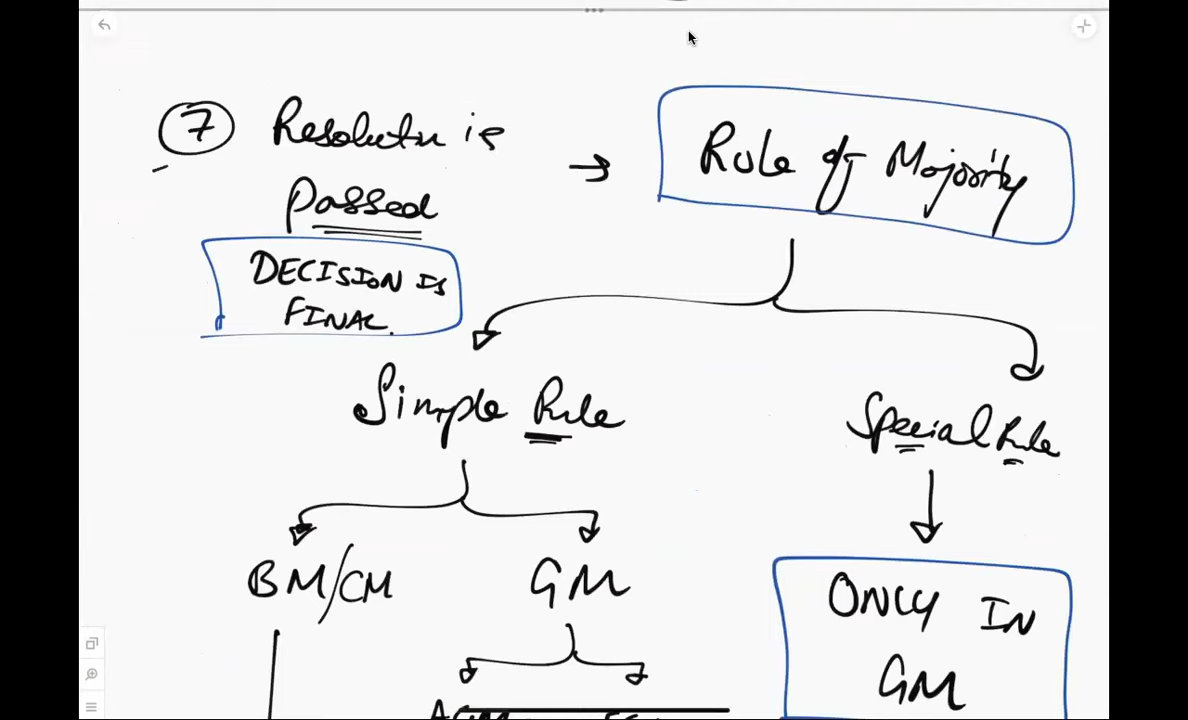 7 Resolutn is
Passed
DECISION IS
FINAL.
→ Rule of Majority
Simple Rule
Special Rule
BM/CM
GM
ONLY IN
GM
AGM